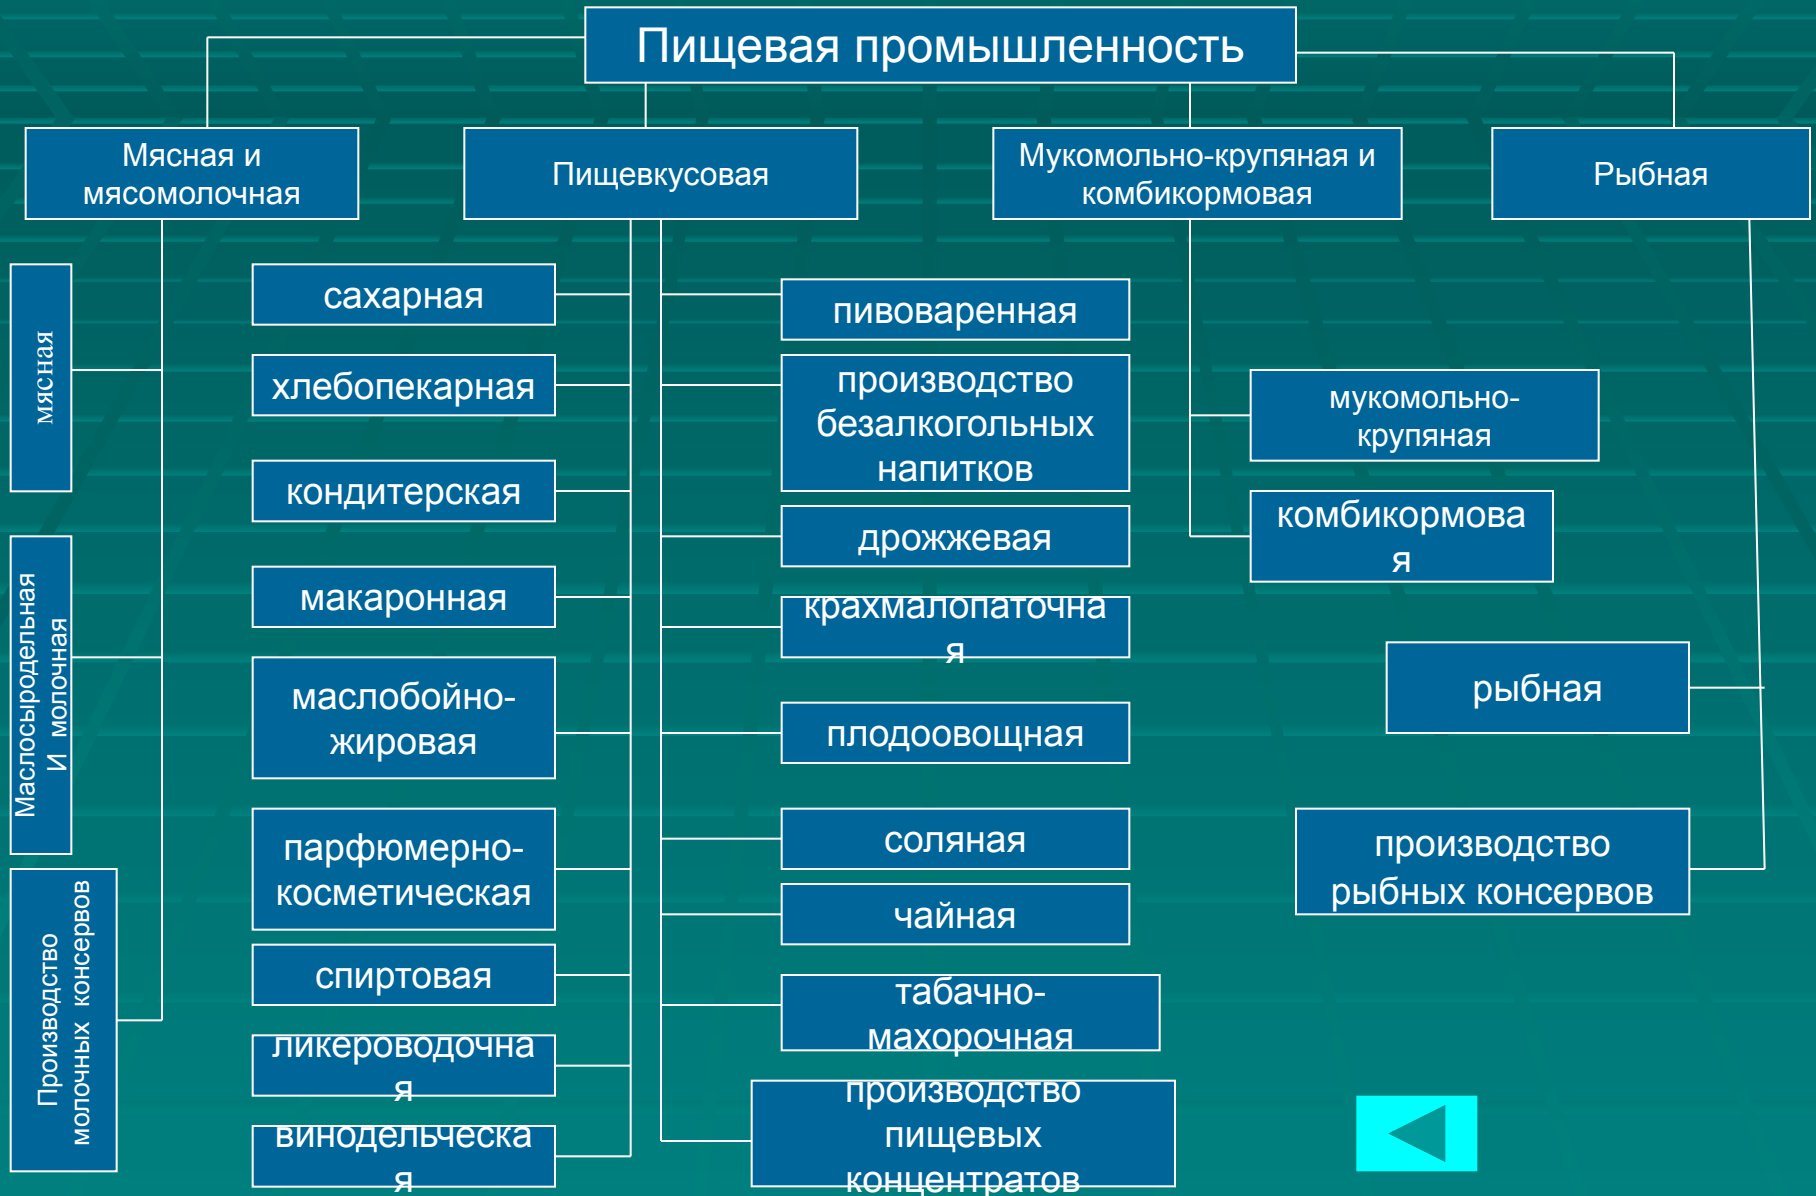 Пищевая промышленность
Мясная и
мясомолочная
Пищевкусовая
Мукомольно-крупяная и
комбикормовая
Рыбная
мясная
Маслосыродельная
И молочная
Производство
молочных консервов
сахарная
хлебопекарная
кондитерская
макаронная
маслобойно-
жировая
парфюмерно-
косметическая
спиртовая
ликероводочна
я
винодельческа
я
пивоваренная
производство
безалкогольных
напитков
дрожжевая
крахмалопаточна
я
плодоовощная
соляная
чайная
табачно-
махорочная
производство
пищевых
концентратов
мукомольно-
крупяная
комбикормова
я
рыбная
производство
рыбных консервов